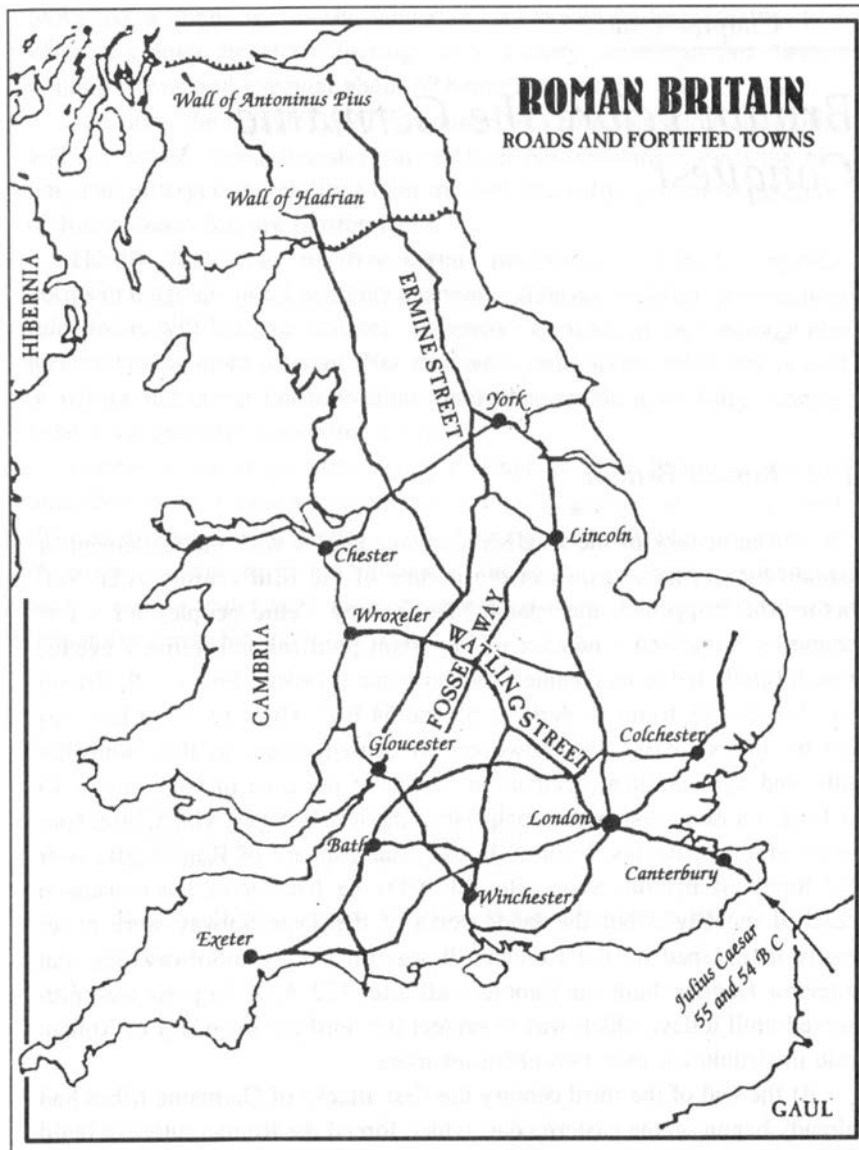 ROMAN BRITAIN
ROADS AND FORTIFIED TOWNS
Wall of Antoninus Pius
Wall of Hadrian
HIBERNIA
ERMINE STREET
York
Lincoln
Chester
Wroxeler
CAMBRIA
FOSSE WAY
WATLING STREET
Gloucester
Colchester
London
Bath
Canterbury
Winchester
Exeter
Julius Caesar
55 and 54 B C
GAUL